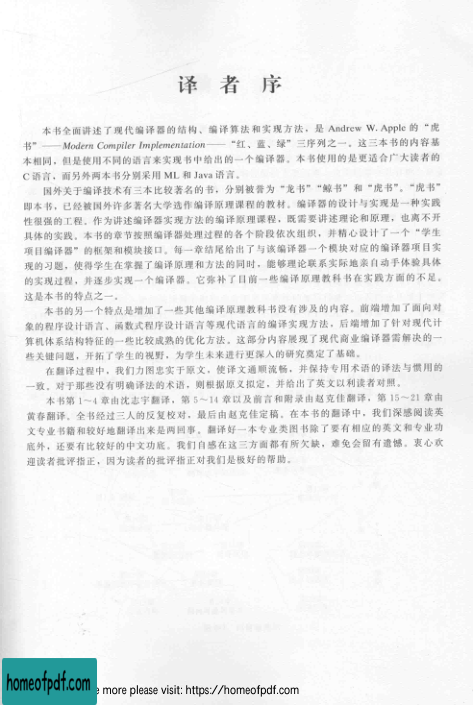 译者序
本书全面讲述了现代编译器的结构、编译算法和实现方法，是 Andrew W. Apple 的“虎
书”——Modern Compiler Implementation——“红、蓝、绿”三序列之一。这三本书的内容基
本相同，但是使用不同的语言来实现书中给出的一个编译器。本书使用的是更适合广大读者的
C语言，而另外两本书分别采用 ML 和 Java语言。
国外关于编译技术有三本比较著名的书，分别被誉为“龙书”“鲸书”和“虎书”。“虎书”
即本书，已经被国外许多著名大学选作编译原理课程的教材。编译器的设计与实现是一种实践
性很强的工程。作为讲述编译器实现方法的编译原理课程，既需要讲述理论和原理，也离不开
具体的实践。本书的章节按照编译器处理过程的各个阶段依次组织，并精心设计了一个“学生
项目编译器”的框架和模块接口。每一章结尾给出了与该编译器一个模块对应的编译器项目实
现的习题，使得学生在掌握了编译原理和方法的同时，能够理论联系实际地亲自动手体验具体
的实现过程，并逐步实现一个编译器。它弥补了目前一些编译原理教科书在实践方面的不足。
这是本书的特点之一。
本书的另一个特点是增加了一些其他编译原理教科书没有涉及的内容。前端增加了面向对
象的程序设计语言、函数式程序设计语言等现代语言的编译实现方法，后端增加了针对现代计
算机体系结构特征的一些比较成熟的优化方法。这部分内容展现了现代商业编译器需解决的一
些关键问题，开拓了学生的视野，为学生未来进行更深入的研究奠定了基础。
在翻译过程中，我们力图忠实于原文，使译文通顺流畅，并保持专用术语的译法与惯用的
一致。对于那些没有明确译法的术语，则根据原文拟定，并给出了英文以利读者对照。
本书第 1～4 章由沈志宇翻译，第 5～14 章以及前言和附录由赵克佳翻译，第 15～21 章由
黄春翻译。全书经过三人的反复校对，最后由赵克佳定稿。在本书的翻译中，我们深感阅读英
文专业书籍和较好地翻译出来是两回事。翻译好一本专业类图书除了要有相应的英文和专业功
底外，还要有比较好的中文功底。我们自感在这三方面都有所欠缺，难免会留有遗憾。衷心欢
迎读者批评指正，因为读者的批评指正对我们是极好的帮助。
homeofpdf.com
e more please visit: https://homeofpdf.com